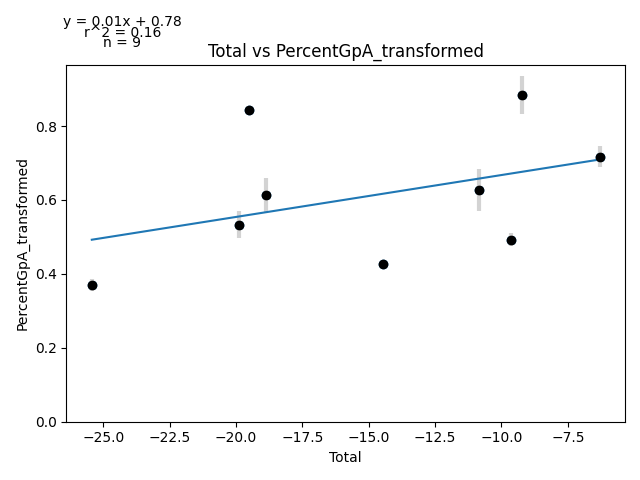 y = 0.01x + 0.78
r^2 = 0.16
n = 9
Total vs PercentGpA_transformed
PercentGpA_transformed
0.8
0.6
0.4
0.2
0.0
−25.0 −22.5 −20.0 −17.5 −15.0 −12.5 −10.0 −7.5
Total